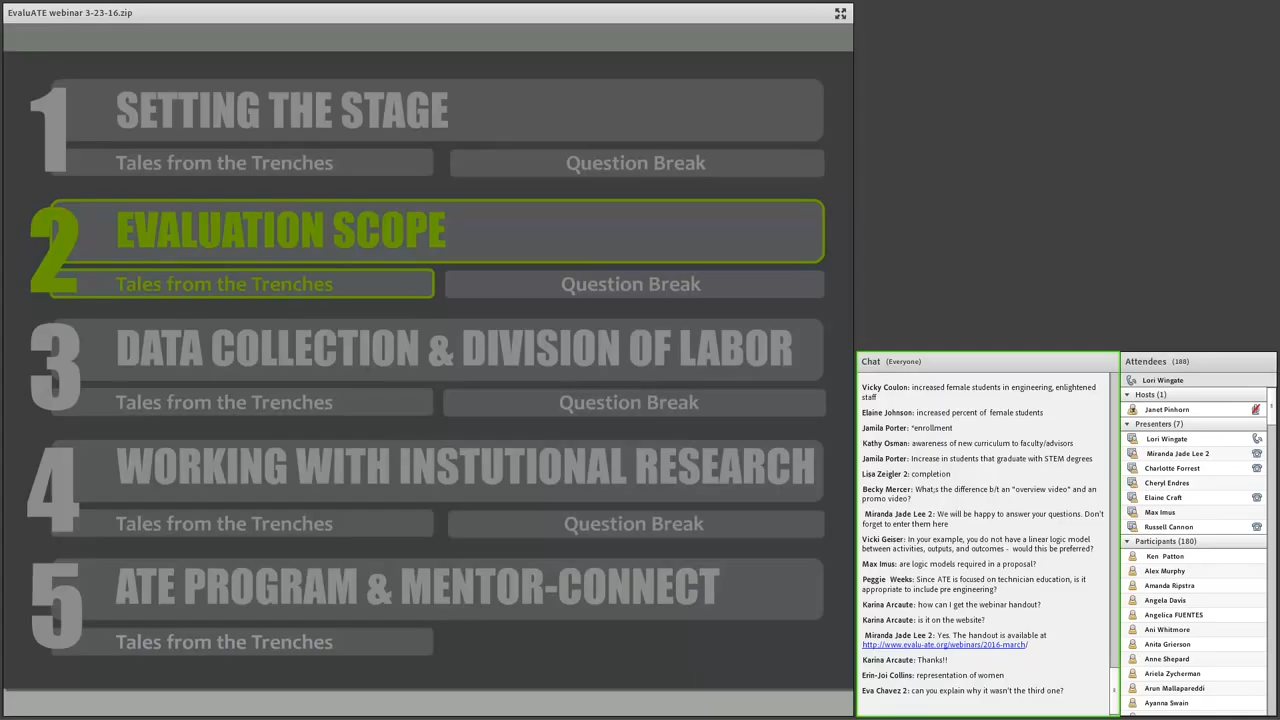 EvaluATE webinar 3-23-16.zip
1 SETTING THE STAGE
Tales from the Trenches
Question Break
2 EVALUATION SCOPE
Tales from the Trenches
Question Break
3 DATA COLLECTION & DIVISION OF LABOR
Tales from the Trenches
Question Break
4 WORKING WITH INSTUTIONAL RESEARCH
Tales from the Trenches
Question Break
5 ATE PROGRAM & MENTOR-CONNECT
Tales from the Trenches
Chat (Everyone)
Vicky Coulon: increased female students in engineering, enlightened
staff
Elaine Johnson: increased percent of female students
Jamila Porter: *enrollment
Kathy Osman: awareness of new curriculum to faculty/advisors
Jamila Porter: Increase in students that graduate with STEM degrees
Lisa Zeigler 2: completion
Becky Mercer: What;s the difference b/t an "overview video" and an
promo video?
Miranda Jade Lee 2: We will be happy to answer your questions. Don't
forget to enter them here
Vicki Geiser: In your example, you do not have a linear logic model
between activities, outputs, and outcomes - would this be preferred?
Max Imus: are logic models required in a proposal?
Peggie Weeks: Since ATE is focused on technician education, is it
appropriate to include pre engineering?
Karina Arcaute: how can I get the webinar handout?
Karina Arcaute: is it on the website?
Miranda Jade Lee 2: Yes. The handout is available at
http://www.evalu-ate.org/webinars/2016-march/
Karina Arcaute: Thanks!!
Erin-Joi Collins: representation of women
Eva Chavez 2: can you explain why it wasn't the third one?
Attendees (188)
Lori Wingate
Hosts (1)
Janet Pinhorn
Presenters (7)
Lori Wingate
Miranda Jade Lee 2
Charlotte Forrest
Cheryl Endres
Elaine Craft
Max Imus
Russell Cannon
Participants (180)
Ken Patton
Alex Murphy
Amanda Ripstra
Angela Davis
Angelica FUENTES
Ani Whitmore
Anita Grierson
Anne Shepard
Ariela Zycherman
Arun Mallapareddi
Ayanna Swain